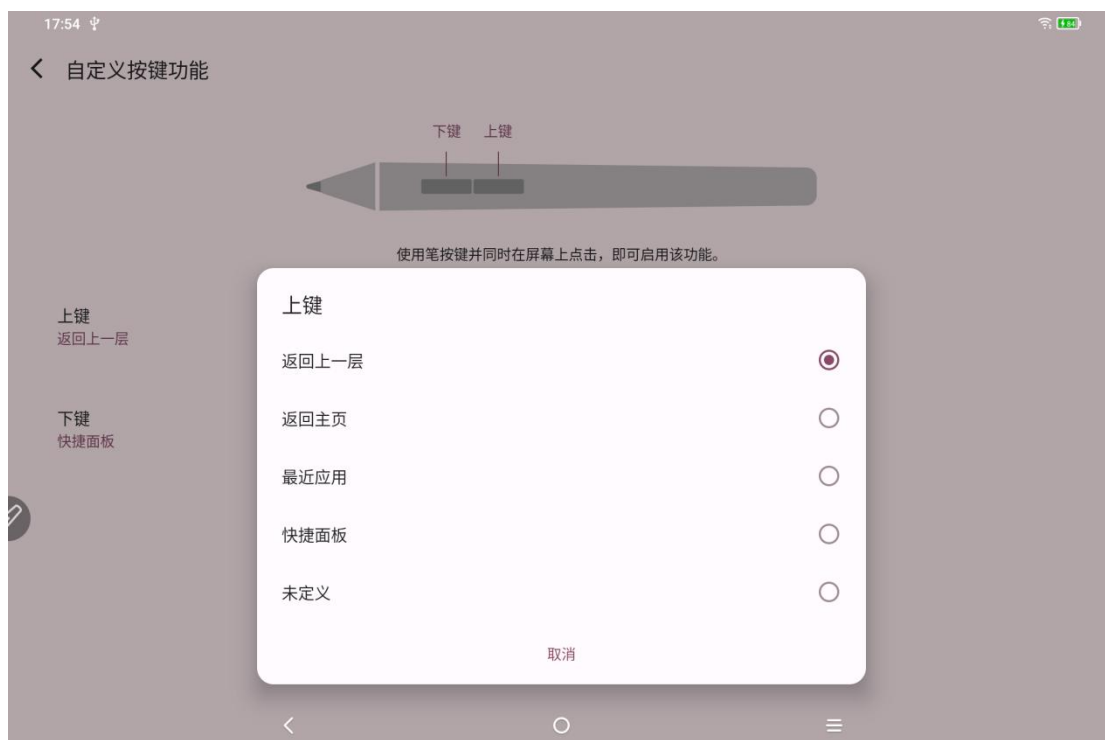 17:54
64
自定义按键功能
下键 上键
使用笔按键并同时在屏幕上点击，即可启用该功能。
上键
返回上一层
下键
快捷面板
上键
返回上一层
返回主页
最近应用
快捷面板
未定义
取消